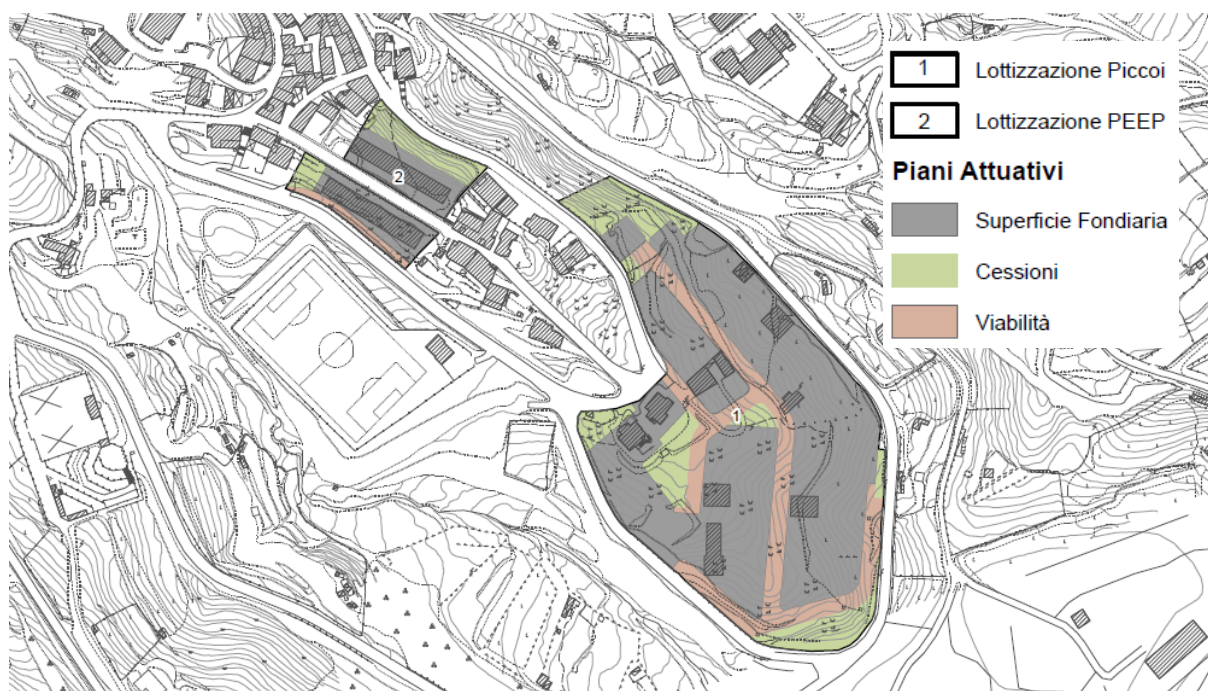 1 Lottizzazione Piccoi
2 Lottizzazione PEEP
Piani Attuativi
Superficie Fondiaria
Cessioni
Viabilità
2
1